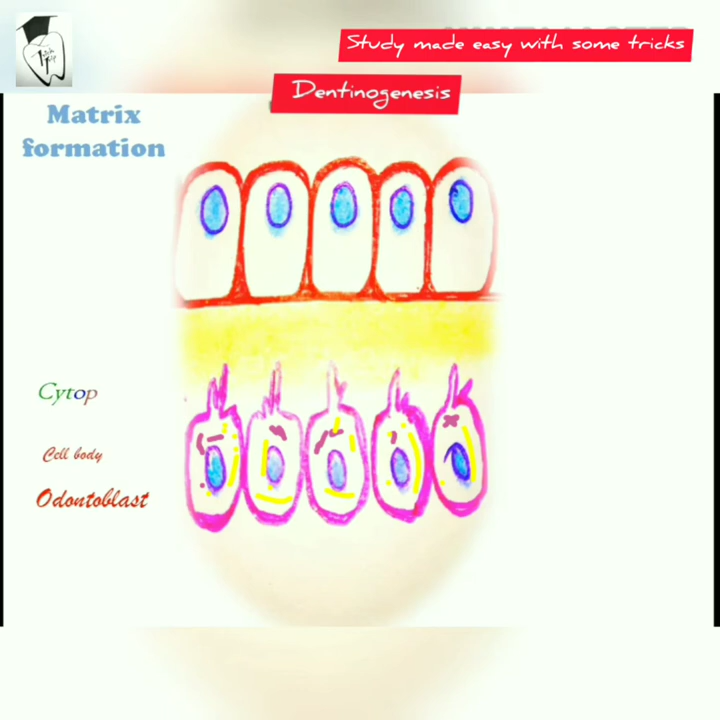 Study made easy with some tricks
Dentinogenesis
Matrix
formation
Cytop
Cell body
Odontoblast